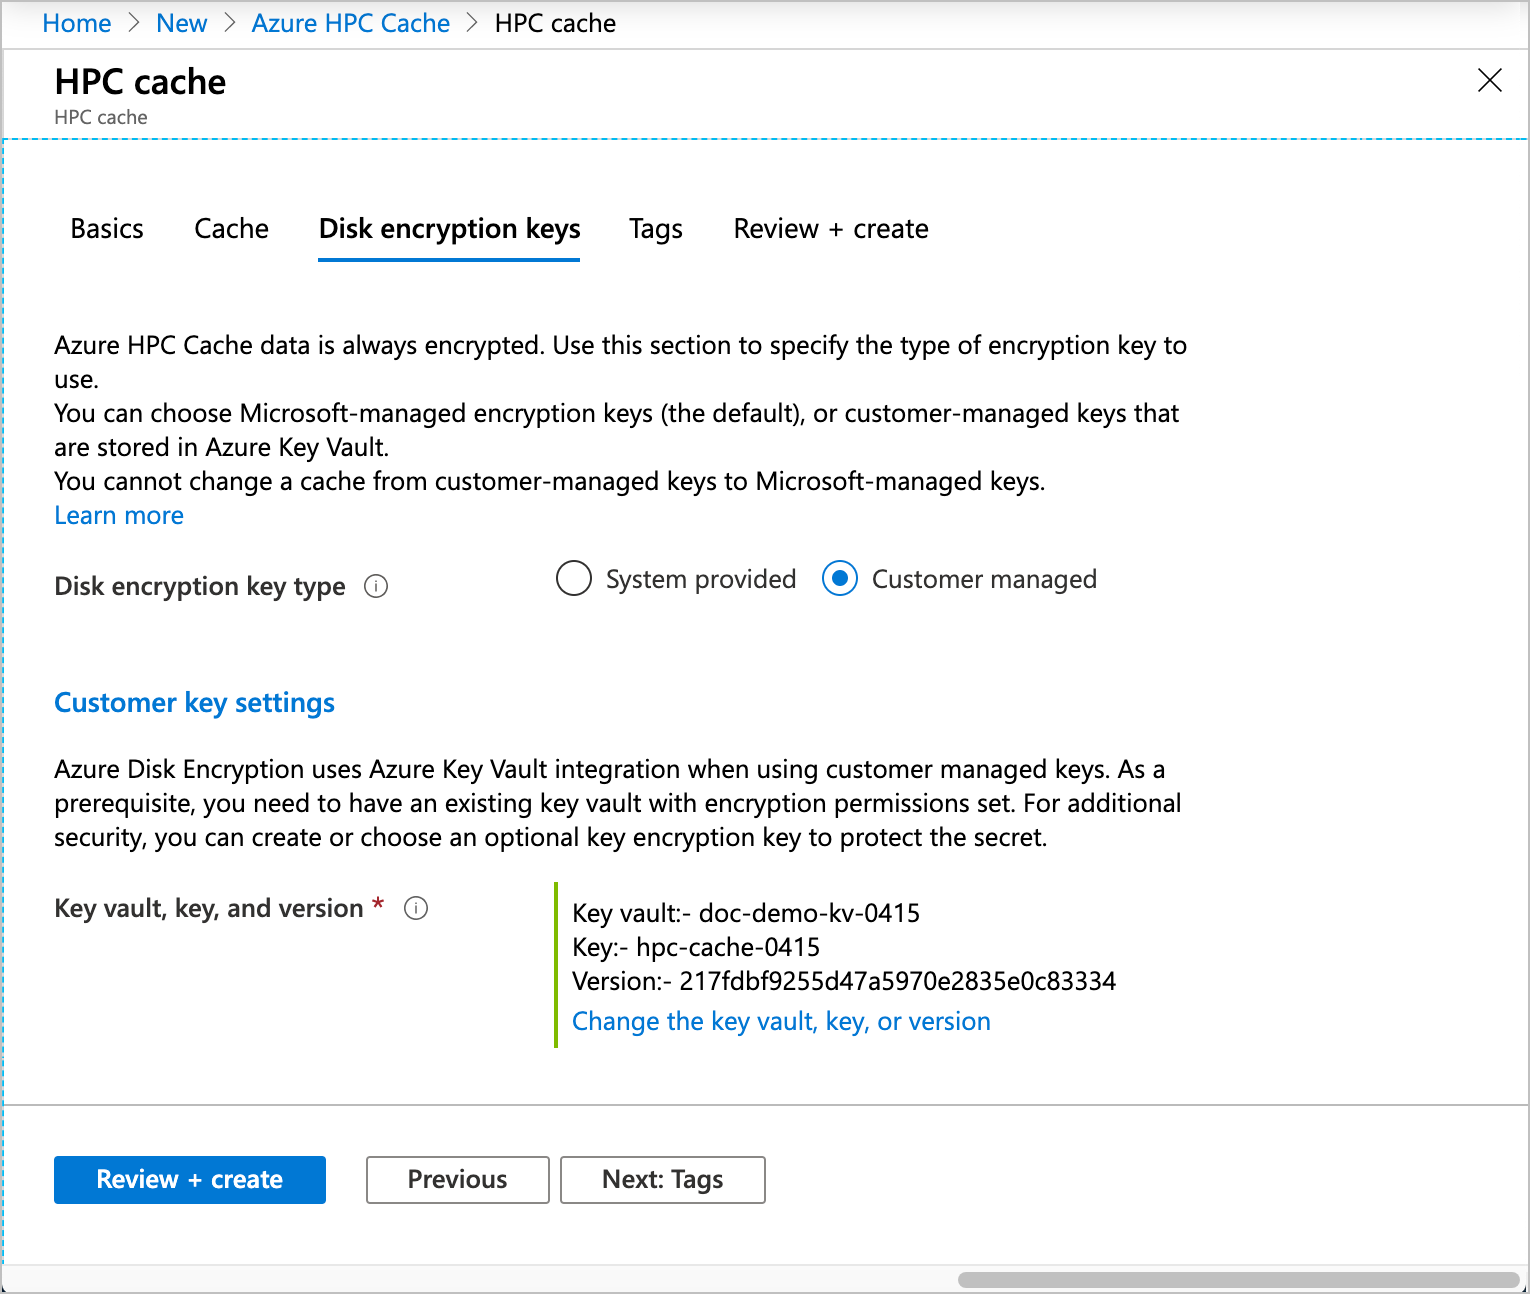 Home > New > Azure HPC Cache > HPC cache
HPC cache
HPC cache
Basics Cache Disk encryption keys Tags Review + create
Azure HPC Cache data is always encrypted. Use this section to specify the type of encryption key to
use.
You can choose Microsoft-managed encryption keys (the default), or customer-managed keys that
are stored in Azure Key Vault.
You cannot change a cache from customer-managed keys to Microsoft-managed keys.
Learn more
Disk encryption key type System provided Customer managed
Customer key settings
Azure Disk Encryption uses Azure Key Vault integration when using customer managed keys. As a
prerequisite, you need to have an existing key vault with encryption permissions set. For additional
security, you can create or choose an optional key encryption key to protect the secret.
Key vault, key, and version *
Key vault:- doc-demo-kv-0415
Key:- hpc-cache-0415
Version:- 217fdbf9255d47a5970e2835e0c83334
Change the key vault, key, or version
Review + create Previous Next: Tags